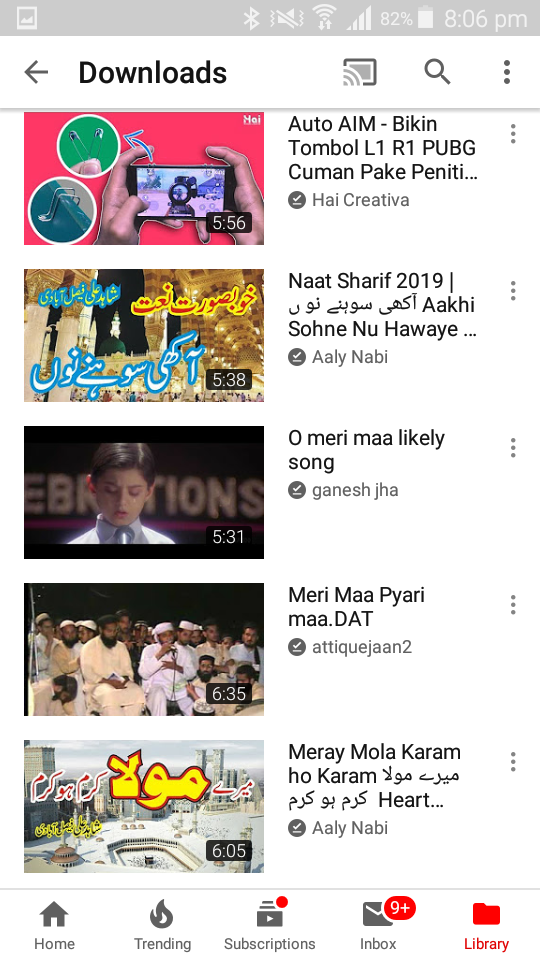 82% 8:06 pm
Downloads
Hai
5:56
Auto AIM - Bikin
Tombol L1 R1 PUBG
Cuman Pake Peniti...
Hai Creativa
شاہد علی فیصل آبادی
خوبصورت نعت
آکھی سوہنے نوں
5:38
Naat Sharif 2019 |
آکھی سوہنے نو ں Aakhi
Sohne Nu Hawaye ...
Aaly Nabi
EBR TIONS
5:31
O meri maa likely
song
ganesh jha
6:35
Meri Maa Pyari
maa.DAT
attiquejaan2
میرے مولا کرم ہو کرم
شاہد علی فیصل آبادی
6:05
Meray Mola Karam
ho Karam میرے مولا
کرم ہو کرم Heart...
Aaly Nabi
9+
Home Trending Subscriptions Inbox Library